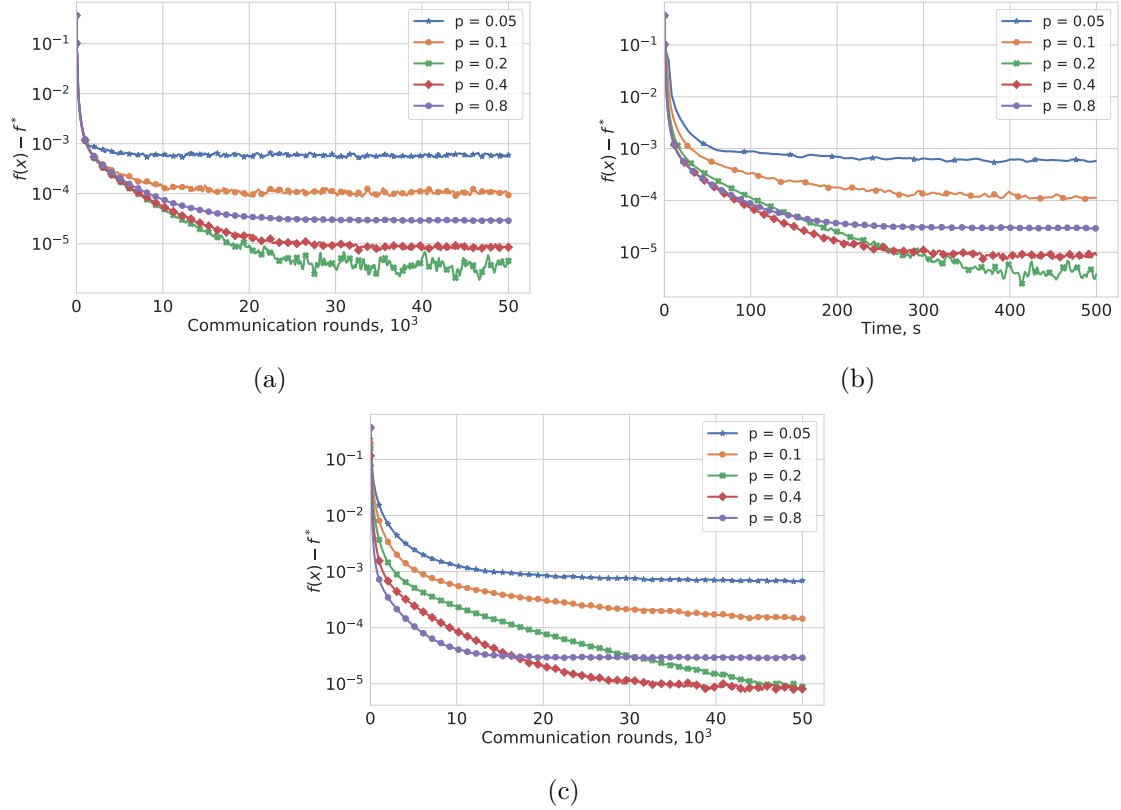 p = 0.05
p = 0.1
p = 0.2
p = 0.4
p = 0.8
10⁻¹
10⁻²
10⁻³
10⁻⁴
10⁻⁵
f(x) − f*
0 10 20 30 40 50
Communication rounds, 10³
(a)
p = 0.05
p = 0.1
p = 0.2
p = 0.4
p = 0.8
10⁻¹
10⁻²
10⁻³
10⁻⁴
10⁻⁵
f(x) − f*
0 100 200 300 400 500
Time, s
(b)
p = 0.05
p = 0.1
p = 0.2
p = 0.4
p = 0.8
10⁻¹
10⁻²
10⁻³
10⁻⁴
10⁻⁵
f(x) − f*
0 10 20 30 40 50
Communication rounds, 10³
(c)